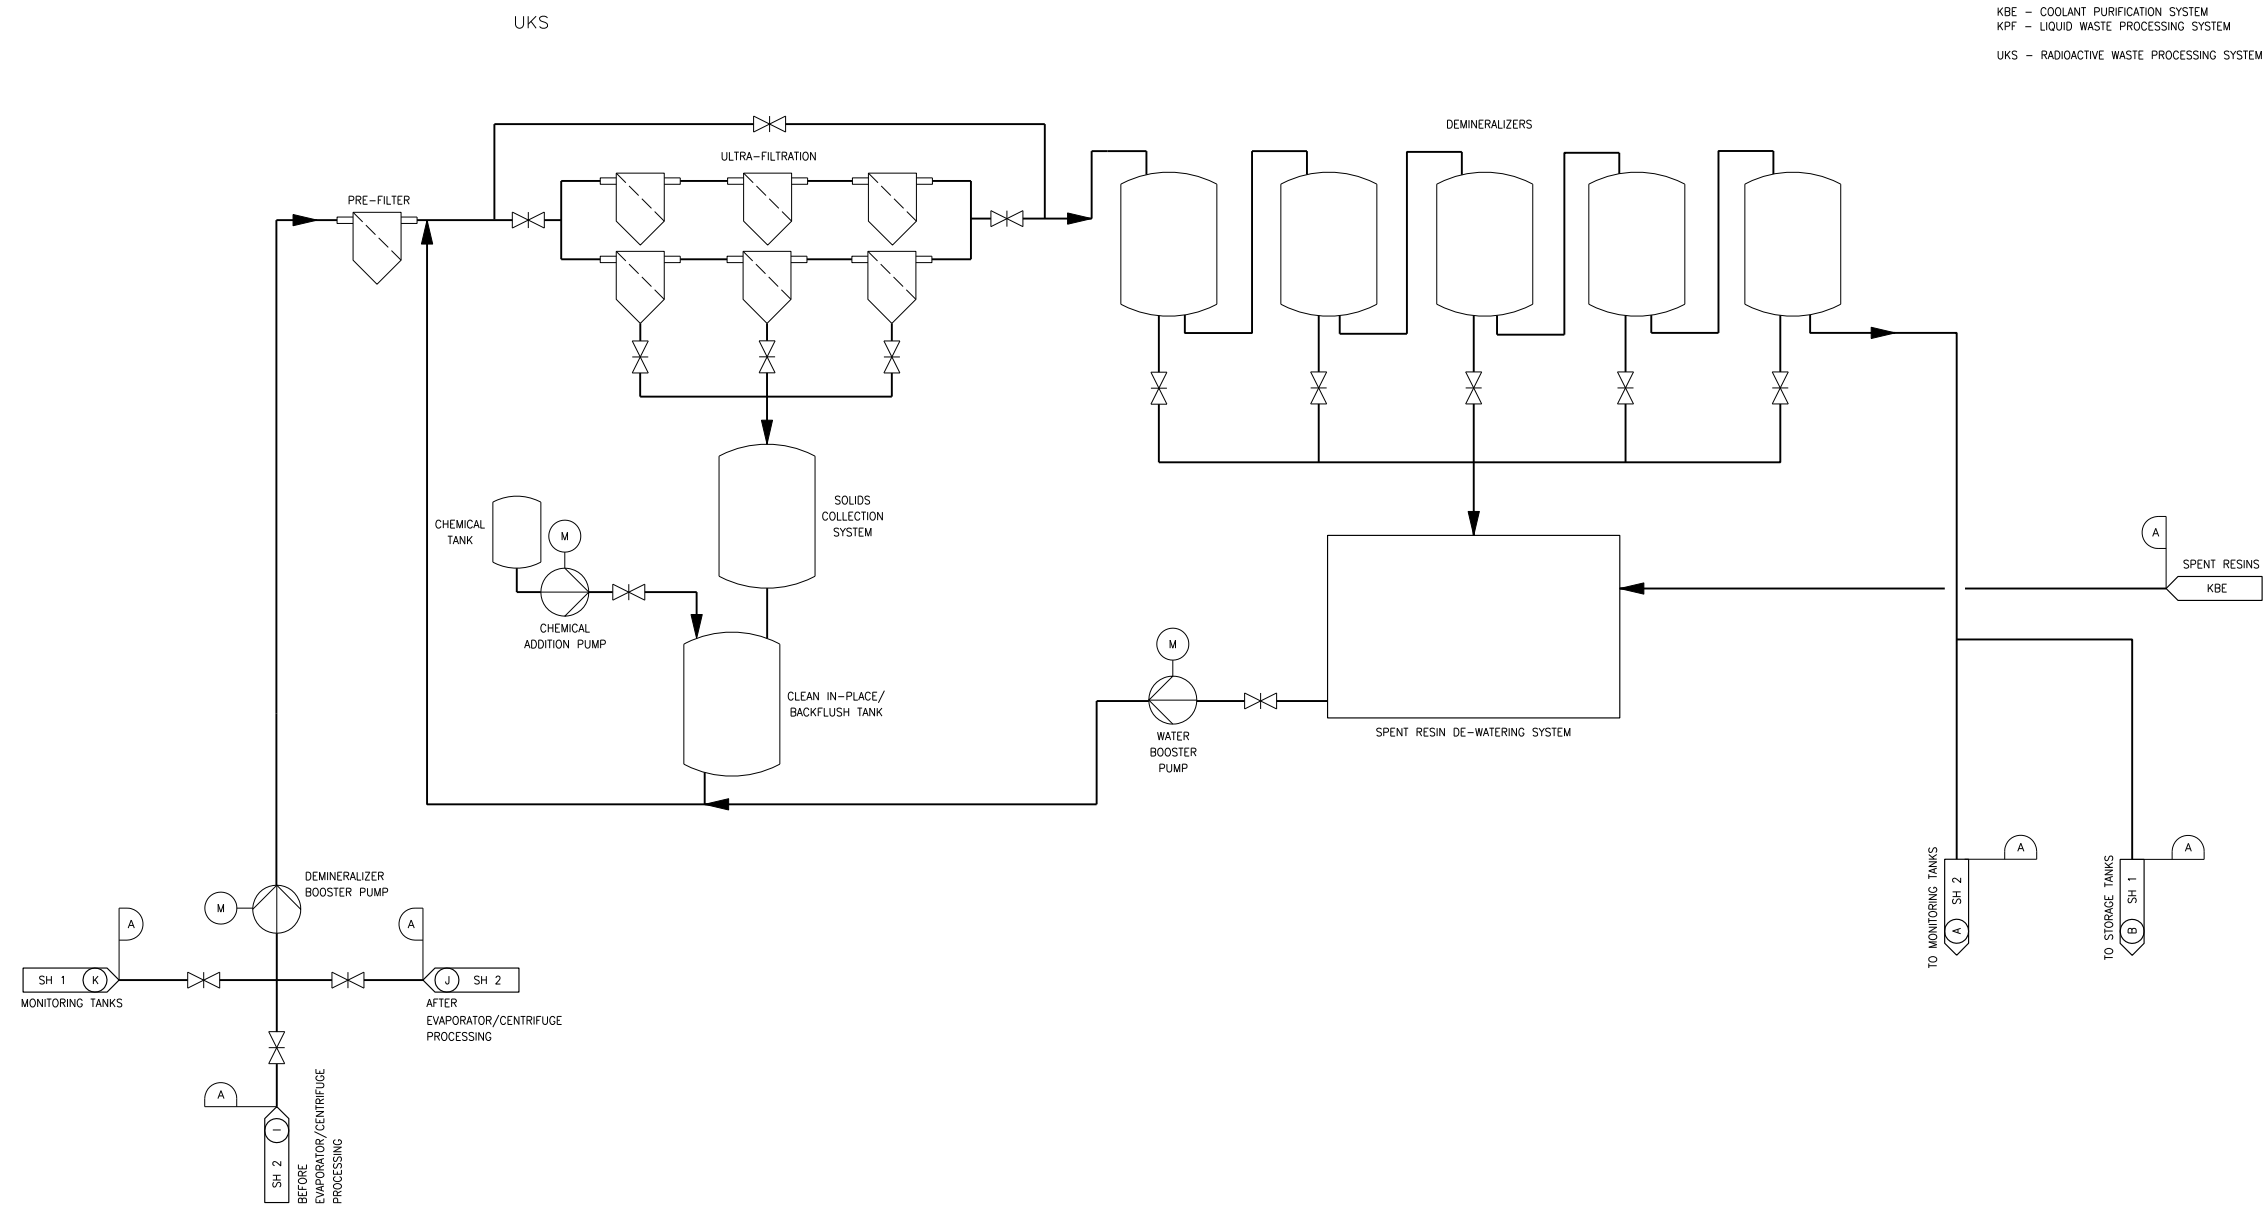 UKS
KBE – COOLANT PURIFICATION SYSTEM
KPF – LIQUID WASTE PROCESSING SYSTEM
UKS – RADIOACTIVE WASTE PROCESSING SYSTEM
DEMINERALIZERS
ULTRA–FILTRATION
PRE–FILTER
SOLIDS
COLLECTION
SYSTEM
CHEMICAL
TANK
M
CHEMICAL
ADDITION PUMP
A
SPENT RESINS
KBE
M
CLEAN IN–PLACE/
BACKFLUSH TANK
WATER
BOOSTER
PUMP
SPENT RESIN DE–WATERING SYSTEM
DEMINERALIZER
BOOSTER PUMP
M
A
A
SH 1 K
MONITORING TANKS
J SH 2
AFTER
EVAPORATOR/CENTRIFUGE
PROCESSING
A
SH 2 I
BEFORE
EVAPORATOR/CENTRIFUGE
PROCESSING
TO MONITORING TANKS
A SH 2
A
TO STORAGE TANKS
B SH 1
A